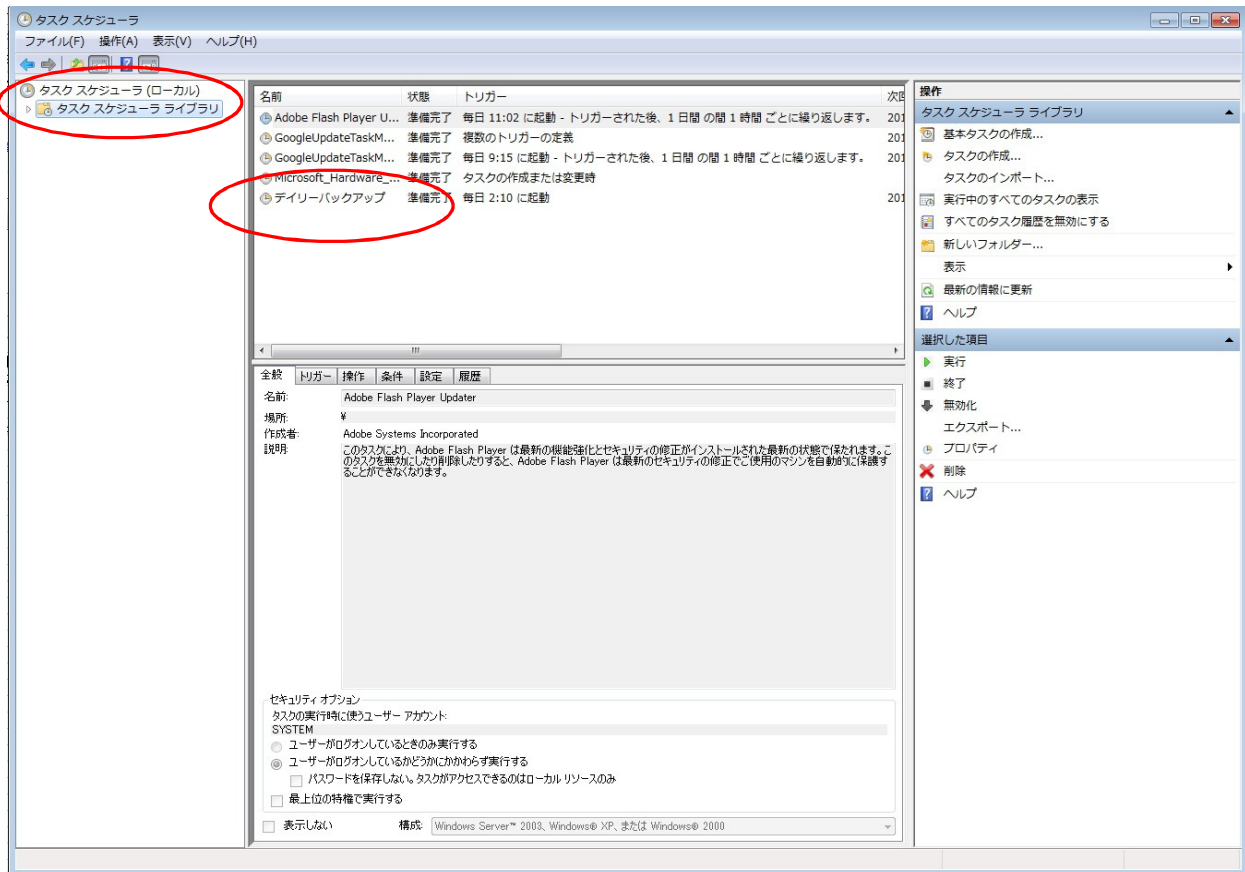 タスク スケジューラ
ファイル(F) 操作(A) 表示(V) ヘルプ(H)
タスク スケジューラ (ローカル)
タスク スケジューラ ライブラリ
名前 状態 トリガー 次回
Adobe Flash Player U... 準備完了 毎日 11:02 に起動 - トリガーされた後、1 日間 の間 1 時間 ごとに繰り返します。 201
GoogleUpdateTaskM... 準備完了 複数のトリガーの定義 201
GoogleUpdateTaskM... 準備完了 毎日 9:15 に起動 - トリガーされた後、1 日間 の間 1 時間 ごとに繰り返します。 201
Microsoft_Hardware_... 準備完了 タスクの作成または変更時
デイリーバックアップ 準備完了 毎日 2:10 に起動 201
全般 トリガー 操作 条件 設定 履歴
名前: Adobe Flash Player Updater
場所: ¥
作成者: Adobe Systems Incorporated
説明: このタスクにより、Adobe Flash Player は最新の機能強化とセキュリティの修正がインストールされた最新の状態で保たれます。こ
のタスクを無効にしたり削除したりすると、Adobe Flash Player は最新のセキュリティの修正でご使用のマシンを自動的に保護す
ることができなくなります。
セキュリティ オプション
タスクの実行時に使うユーザー アカウント:
SYSTEM
ユーザーがログオンしているときのみ実行する
ユーザーがログオンしているかどうかにかかわらず実行する
パスワードを保存しない。タスクがアクセスできるのはローカル リソースのみ
最上位の特権で実行する
表示しない 構成: Windows Server™ 2003、Windows® XP、または Windows® 2000
操作
タスク スケジューラ ライブラリ
基本タスクの作成...
タスクの作成...
タスクのインポート...
実行中のすべてのタスクの表示
すべてのタスク履歴を無効にする
新しいフォルダー...
表示
最新の情報に更新
ヘルプ
選択した項目
実行
終了
無効化
エクスポート...
プロパティ
削除
ヘルプ